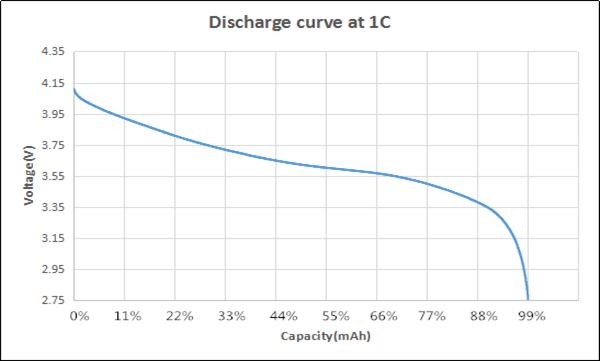 Discharge curve at 1C
4.35
4.15
3.95
3.75
3.55
3.35
3.15
2.95
2.75
Voltage(V)
0% 11% 22% 33% 44% 55% 66% 77% 88% 99%
Capacity(mAh)